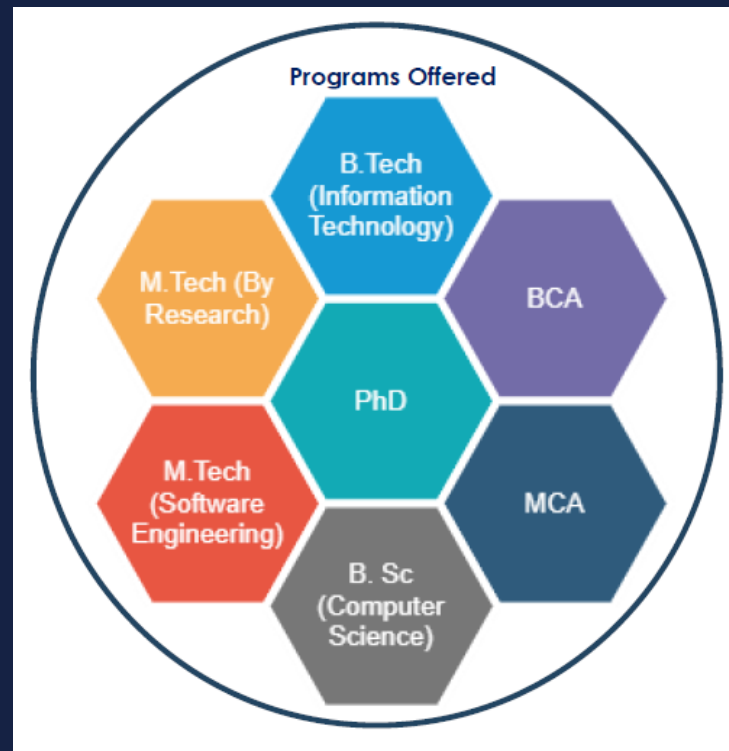 Programs Offered
B.Tech
(Information
Technology)
M.Tech (By
Research)
BCA
PhD
M.Tech
(Software
Engineering)
MCA
B. Sc
(Computer
Science)